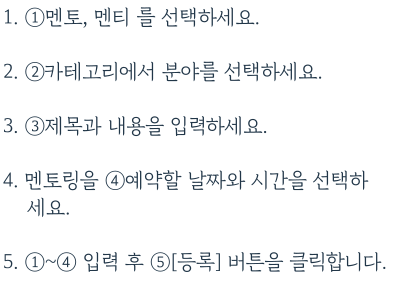 1. ①멘토, 멘티 를 선택하세요.
2. ②카테고리에서 분야를 선택하세요.
3. ③제목과 내용을 입력하세요.
4. 멘토링을 ④예약할 날짜와 시간을 선택하
세요.
5. ①~④ 입력 후 ⑤[등록] 버튼을 클릭합니다.